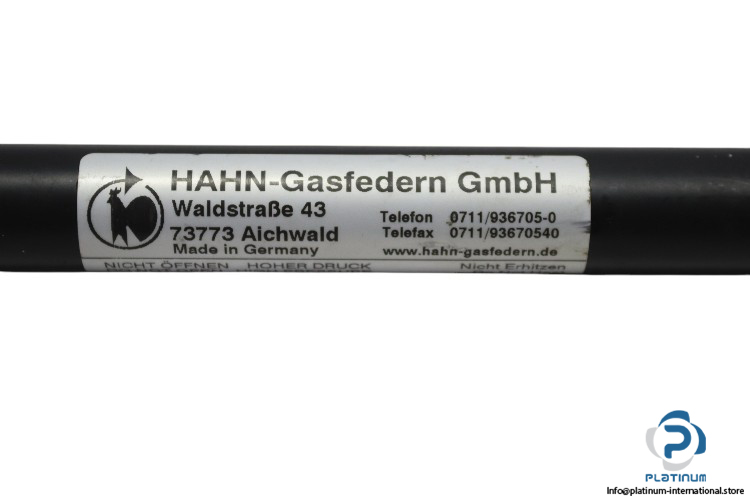 HAHN-Gasfedern GmbH
Waldstraße 43
73773 Aichwald
Made in Germany
Telefon 0711/936705-0
Telefax 0711/93670540
www.hahn-gasfedern.de
NICHT ÖFFNEN HOHER DRUCK Nicht Erhitzen
PLATINUM
Info@platinum-international.store